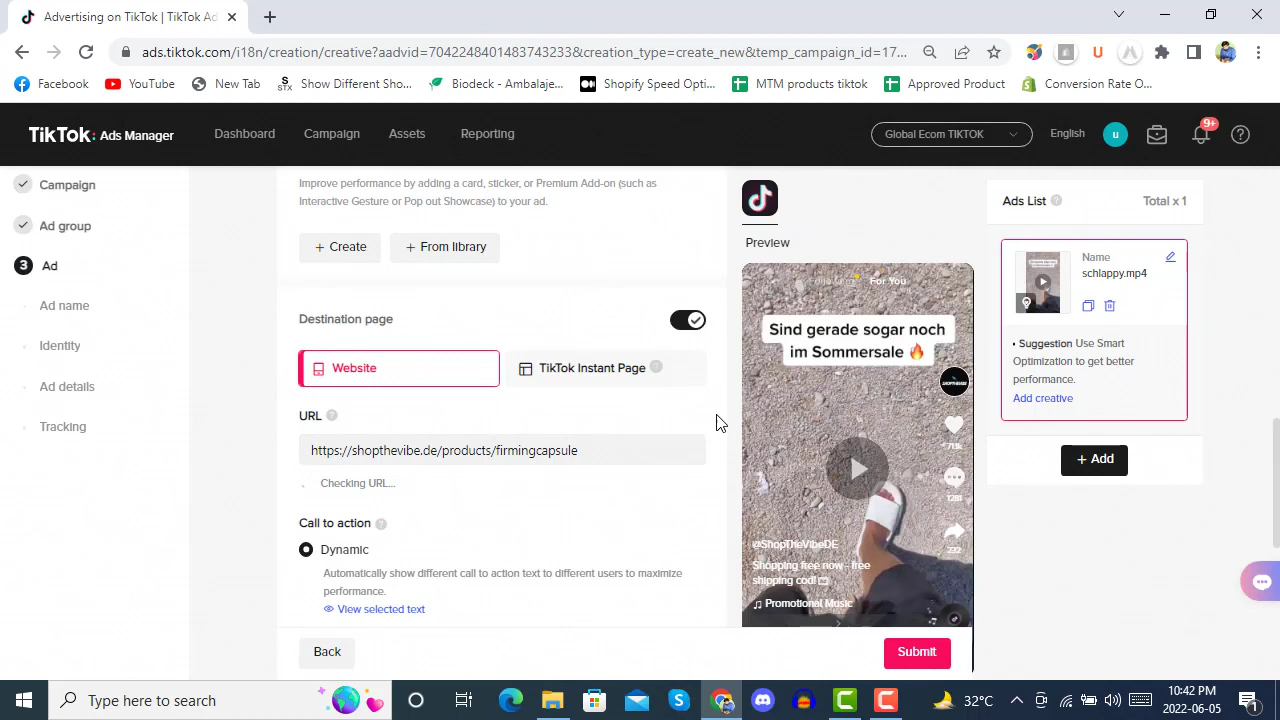 Advertising on TikTok | TikTok Ad
ads.tiktok.com/i18n/creation/creative?aadvid=7042248401483743233&creation_type=create_new&temp_campaign_id=17...
Facebook
YouTube
New Tab
Show Different Sho...
Biodeck - Ambalaje...
Shopify Speed Opti...
MTM products tiktok
Approved Product
Conversion Rate O...
TikTok: Ads Manager
Dashboard
Campaign
Assets
Reporting
Global Ecom TIKTOK
English
u
9+
Campaign
Ad group
3 Ad
Ad name
Identity
Ad details
Tracking
Improve performance by adding a card, sticker, or Premium Add-on (such as
Interactive Gesture or Pop out Showcase) to your ad.
+ Create
+ From library
Destination page
Website
TikTok Instant Page
URL
https://shopthevibe.de/products/firmingcapsule
Checking URL...
Call to action
Dynamic
Automatically show different call to action text to different users to maximize
performance.
View selected text
Back
Submit
Preview
Following
For You
Sind gerade sogar noch
im Sommersale 🔥
SHOPTHEVIBE
71.1k
1281
232
@ShopTheVibeDE
Shopping free now - free
shipping cod!
Promotional Music
Ads List
Total x 1
Name
schlappy.mp4
• Suggestion Use Smart
Optimization to get better
performance.
Add creative
+ Add
Type here to search
32°C
10:42 PM
2022-06-05
1